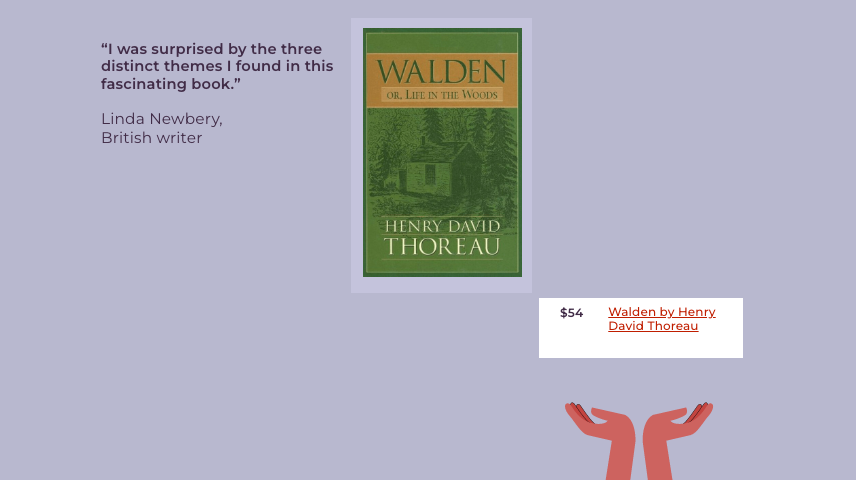 “I was surprised by the three
distinct themes I found in this
fascinating book.”
Linda Newbery,
British writer
WALDEN
OR, LIFE IN THE WOODS
HENRY DAVID
THOREAU
$54
Walden by Henry
David Thoreau